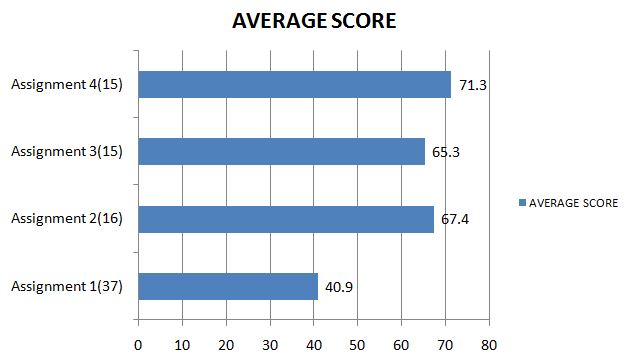 AVERAGE SCORE
Assignment 4(15)
71.3
Assignment 3(15)
65.3
AVERAGE SCORE
Assignment 2(16)
67.4
Assignment 1(37)
40.9
0 10 20 30 40 50 60 70 80